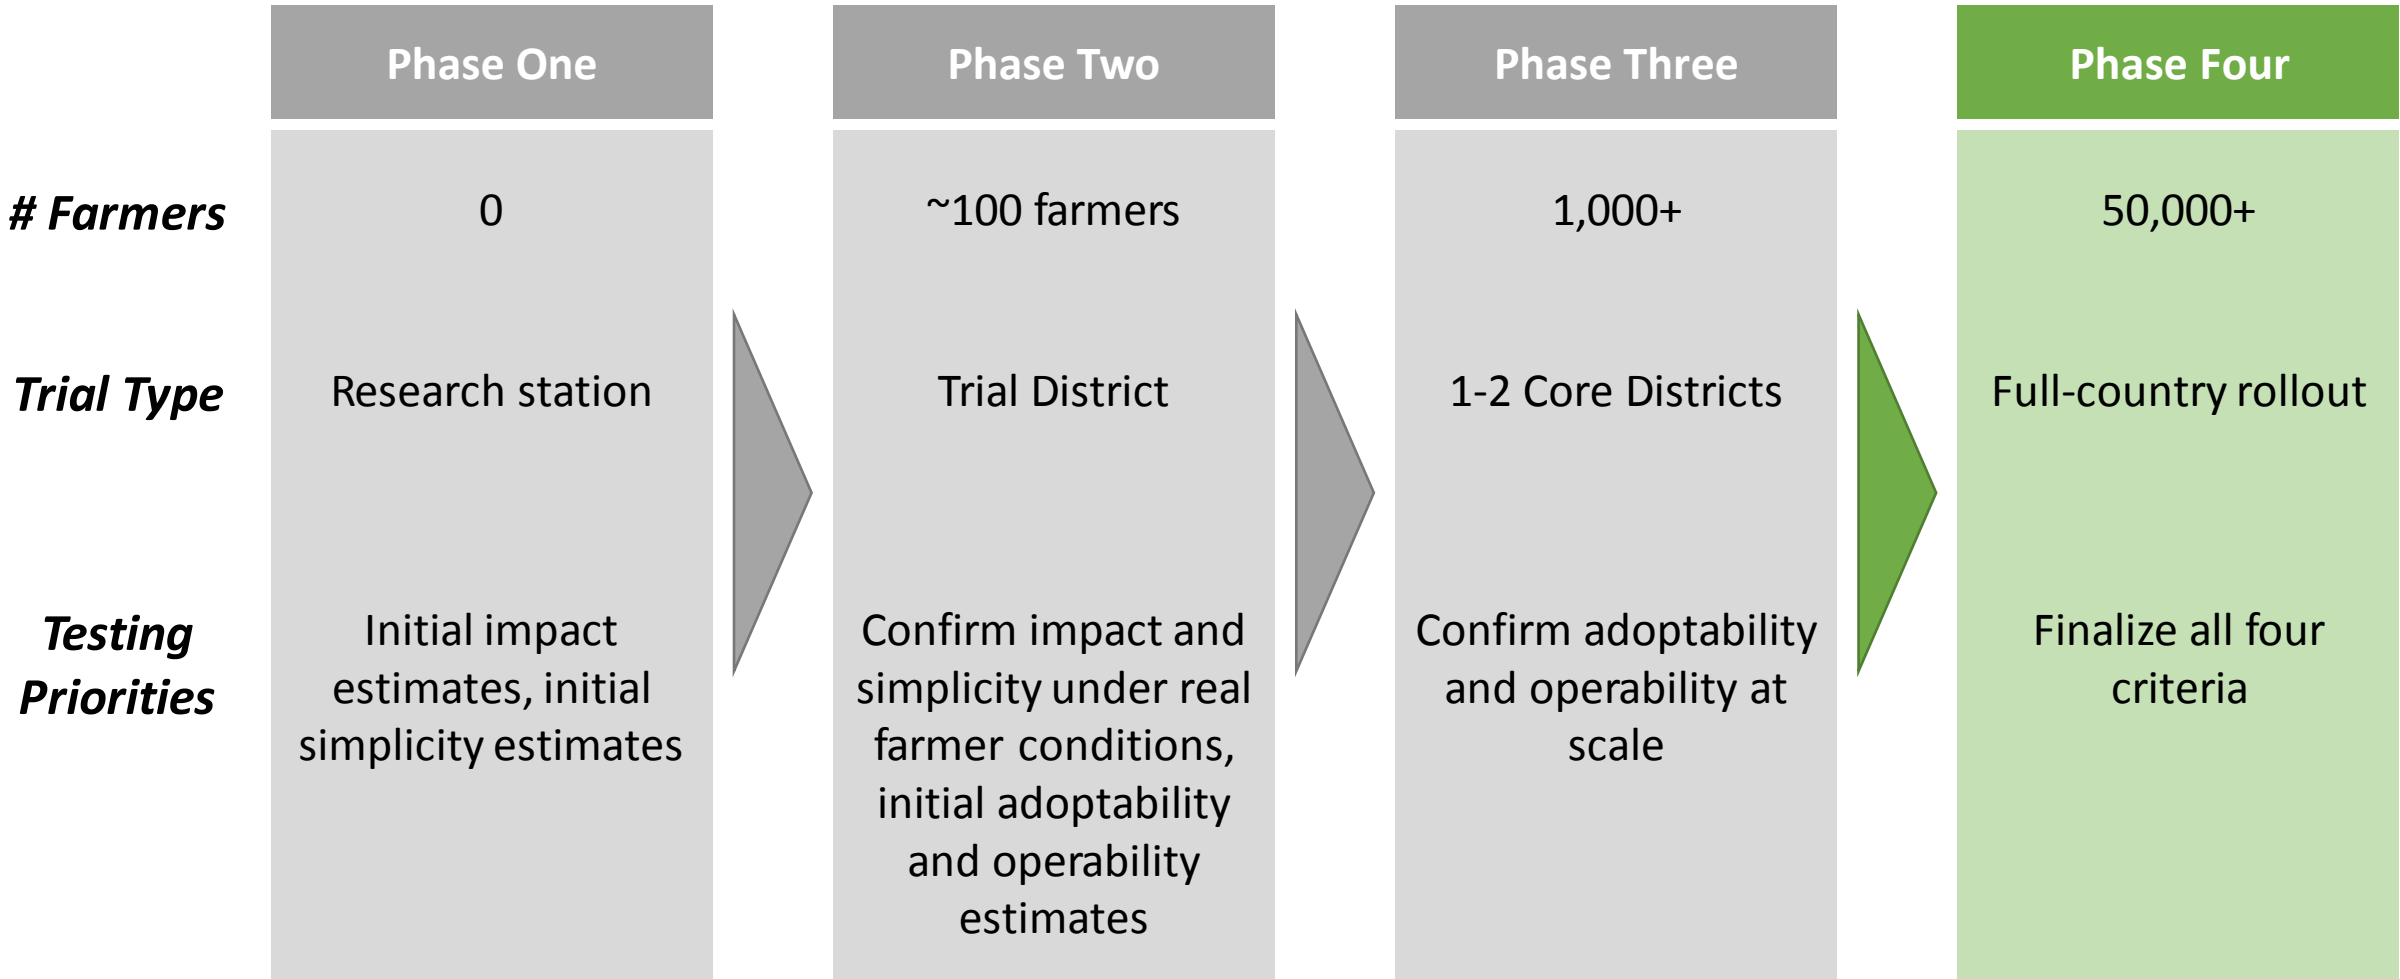 Phase One
Phase Two
Phase Three
Phase Four
# Farmers
0
~100 farmers
1,000+
50,000+
Trial Type
Research station
Trial District
1-2 Core Districts
Full-country rollout
Testing
Priorities
Initial impact
estimates, initial
simplicity estimates
Confirm impact and
simplicity under real
farmer conditions,
initial adoptability
and operability
estimates
Confirm adoptability
and operability at
scale
Finalize all four
criteria